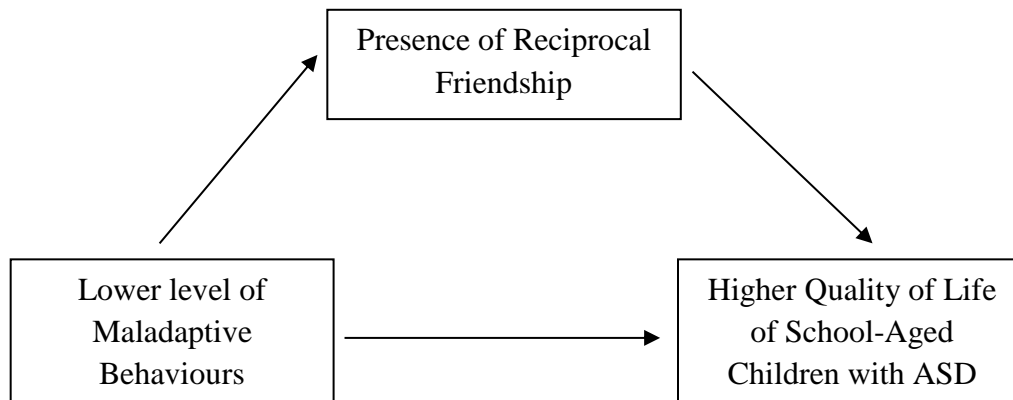 Presence of Reciprocal
Friendship
Lower level of
Maladaptive
Behaviours
Higher Quality of Life
of School-Aged
Children with ASD